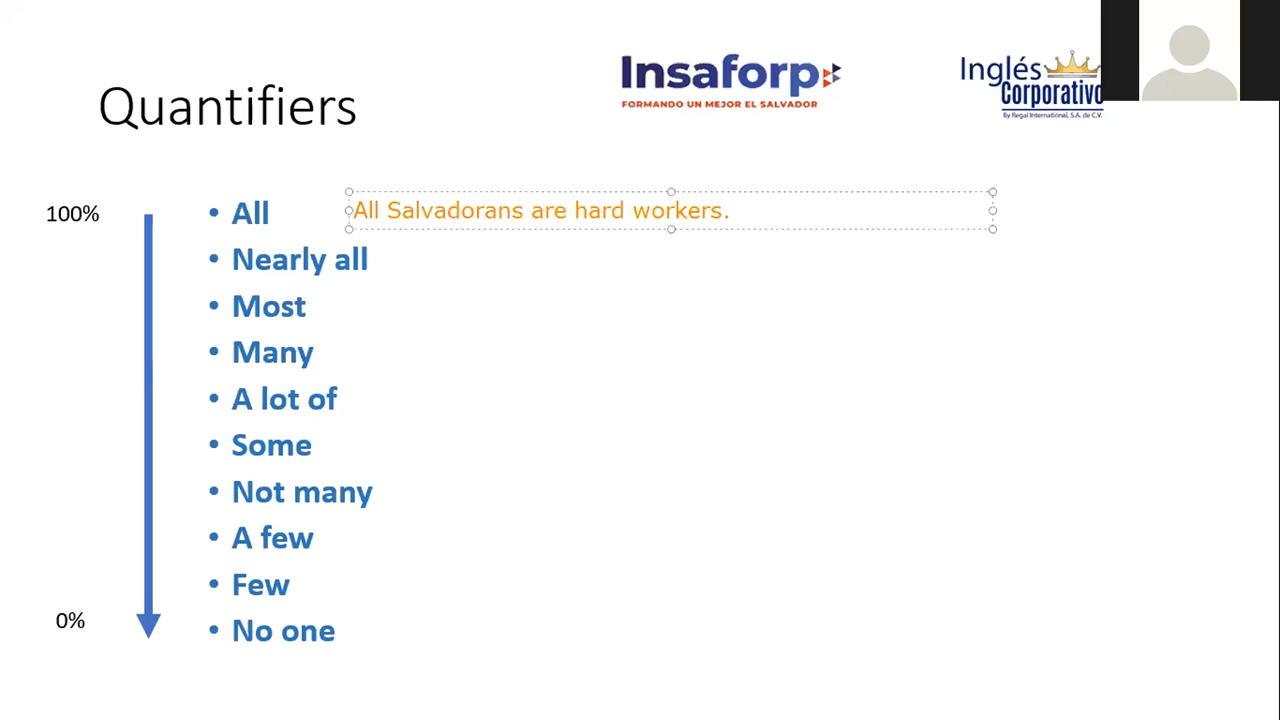 Insaforp
FORMANDO UN MEJOR EL SALVADOR
Inglés
Corporativo
By Regal International, S.A. de C.V.
Quantifiers
100%
• All
All Salvadorans are hard workers.
• Nearly all
• Most
• Many
• A lot of
• Some
• Not many
• A few
• Few
0%
• No one